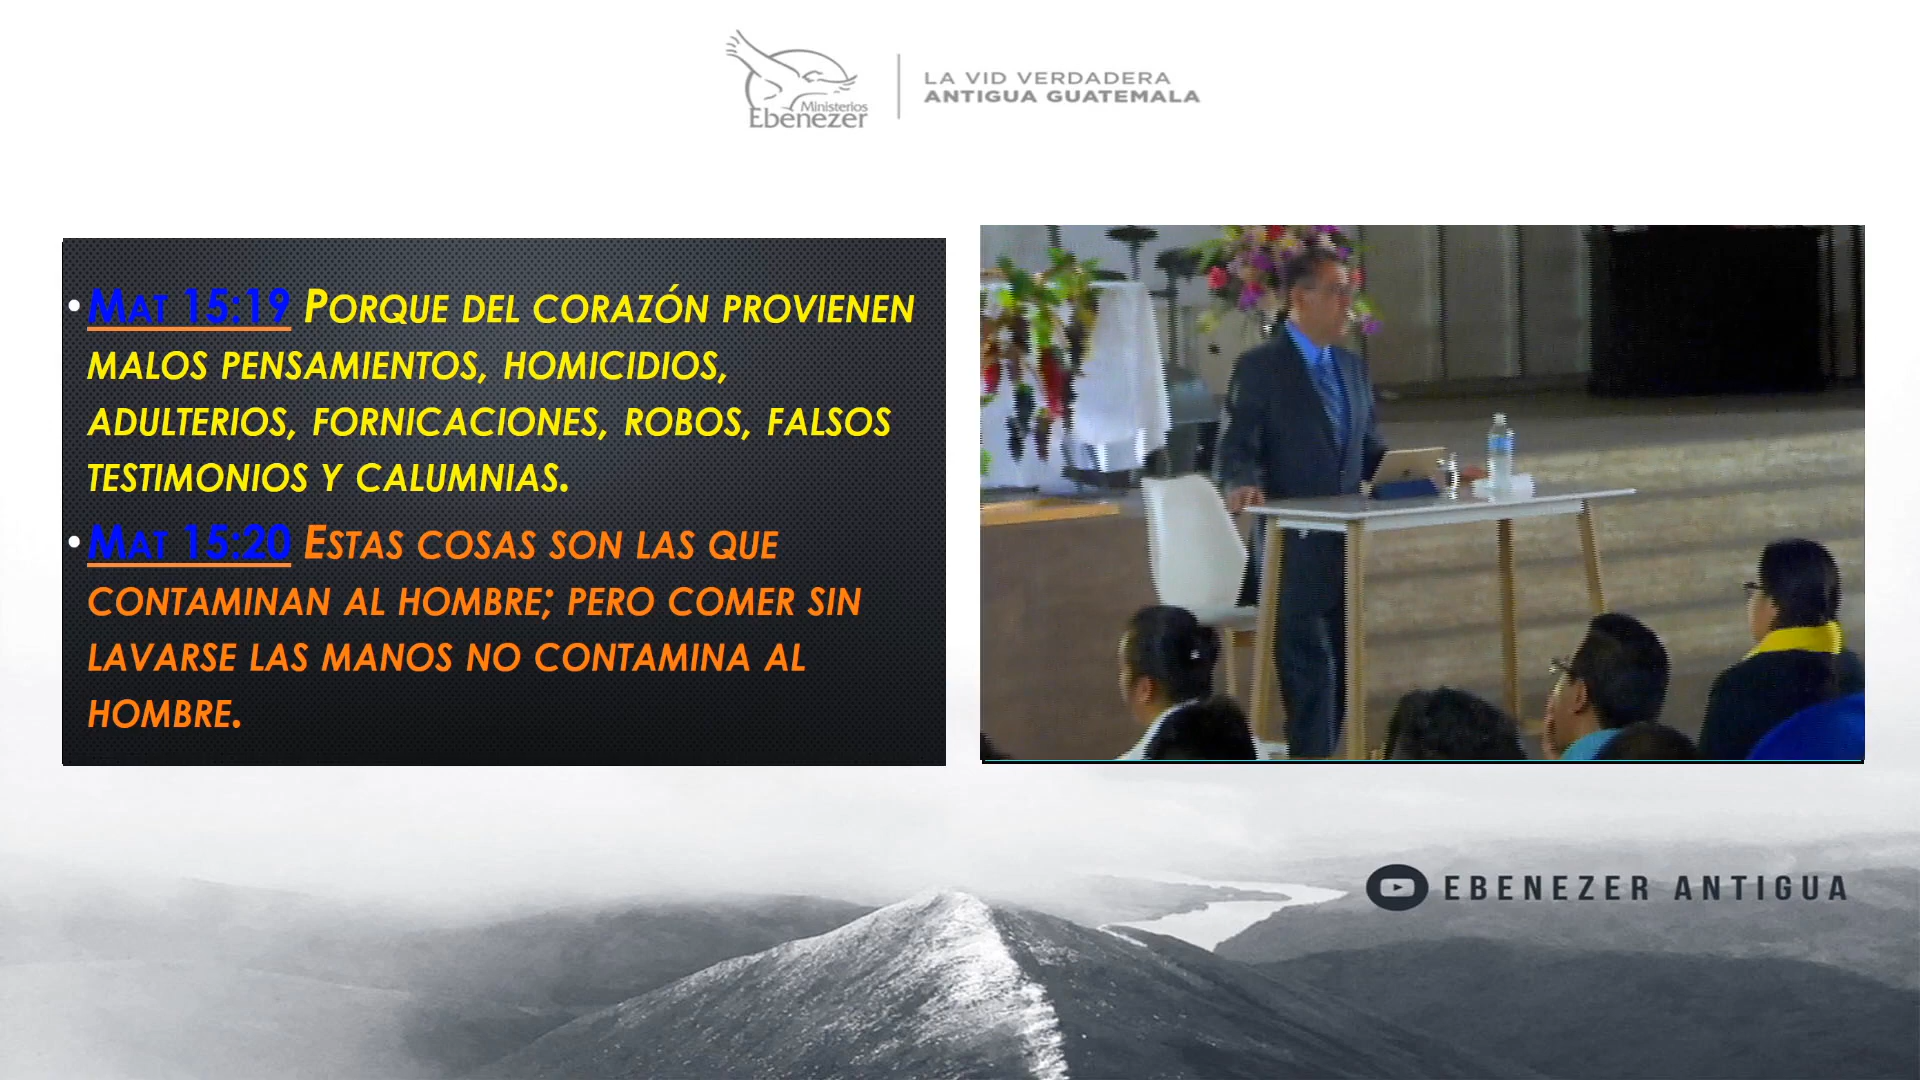 Ministerios
Ebenezer
LA VID VERDADERA
ANTIGUA GUATEMALA
• MAT 15:19 PORQUE DEL CORAZÓN PROVIENEN
MALOS PENSAMIENTOS, HOMICIDIOS,
ADULTERIOS, FORNICACIONES, ROBOS, FALSOS
TESTIMONIOS Y CALUMNIAS.
• MAT 15:20 ESTAS COSAS SON LAS QUE
CONTAMINAN AL HOMBRE; PERO COMER SIN
LAVARSE LAS MANOS NO CONTAMINA AL
HOMBRE.
EBENEZER ANTIGUA